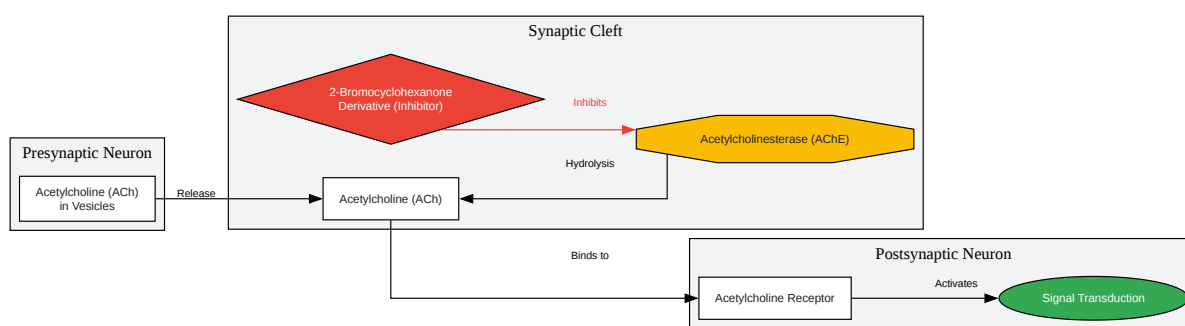 Synaptic Cleft
2-Bromocyclohexanone
Derivative (Inhibitor)
Inhibits
Acetylcholinesterase (AChE)
Presynaptic Neuron
Hydrolysis
Acetylcholine (ACh)
in Vesicles
Release
Acetylcholine (ACh)
Binds to
Postsynaptic Neuron
Acetylcholine Receptor
Activates
Signal Transduction